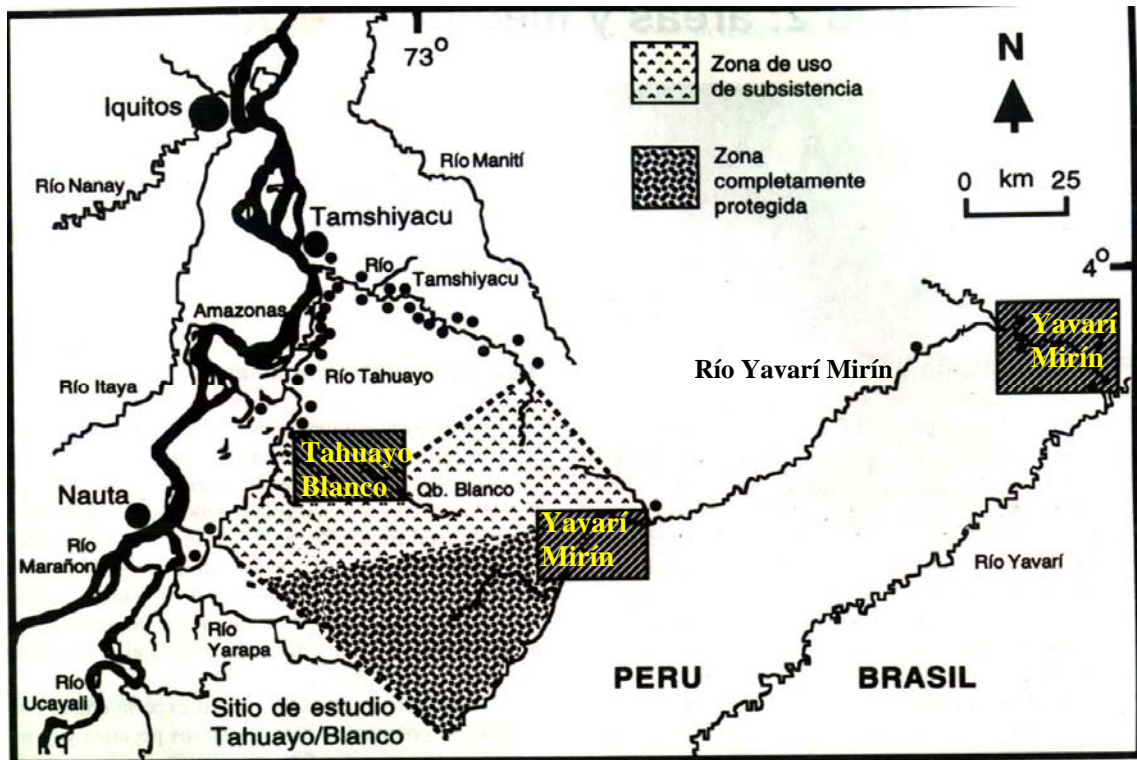 2: áreas y
73°
Zona de uso
de subsistencia
N
Iquitos
Río Manití
Zona
completamente
protegida
0 km 25
Río Nanay
Tamshiyacu
Río
Tamshiyacu
4°
Amazonas
Yavarí
Mirín
Río Yavarí Mirín
Río Tahuayo
Río Itaya
Tahuayo
Blanco
Qb. Blanco
Nauta
Yavarí
Mirín
Río
Marañon
Río Yavarí
Río
Yarapa
PERU
BRASIL
Río
Ucayali
Sitio de estudio
Tahuayo/Blanco